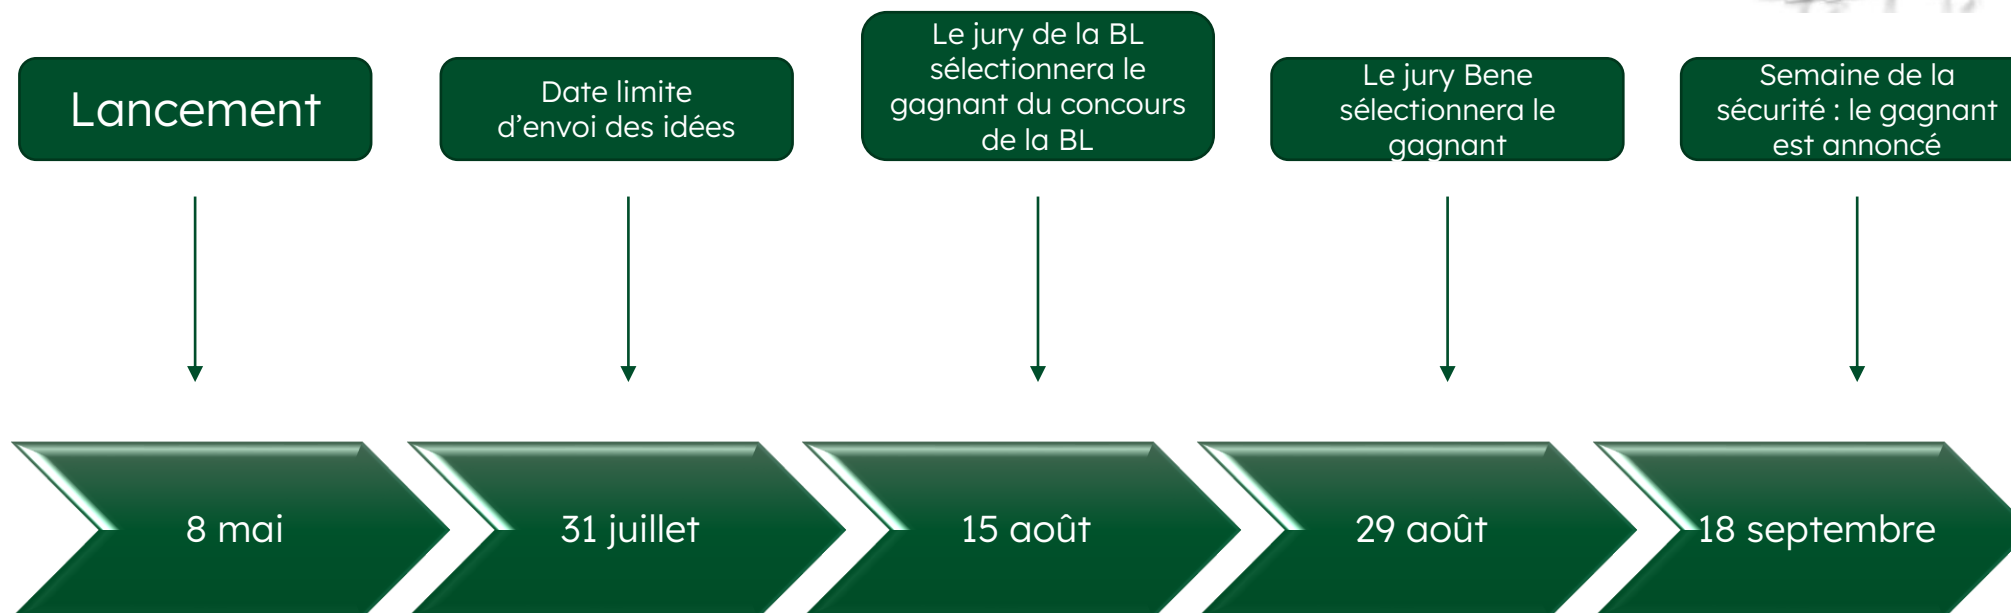 Lancement
Date limite
d’envoi des idées
Le jury de la BL
sélectionnera le
gagnant du concours
de la BL
Le jury Bene
sélectionnera le
gagnant
Semaine de la
sécurité : le gagnant
est annoncé
8 mai
31 juillet
15 août
29 août
18 septembre